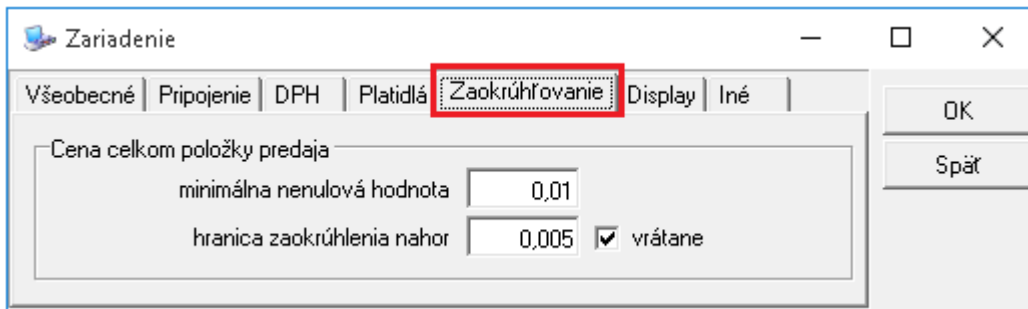 Zariadenie
Všeobecné Pripojenie DPH Platidlá Zaokrúhľovanie Display Iné
OK
Späť
Cena celkom položky predaja
minimálna nenulová hodnota 0,01
hranica zaokrúhlenia nahor 0,005 vrátane